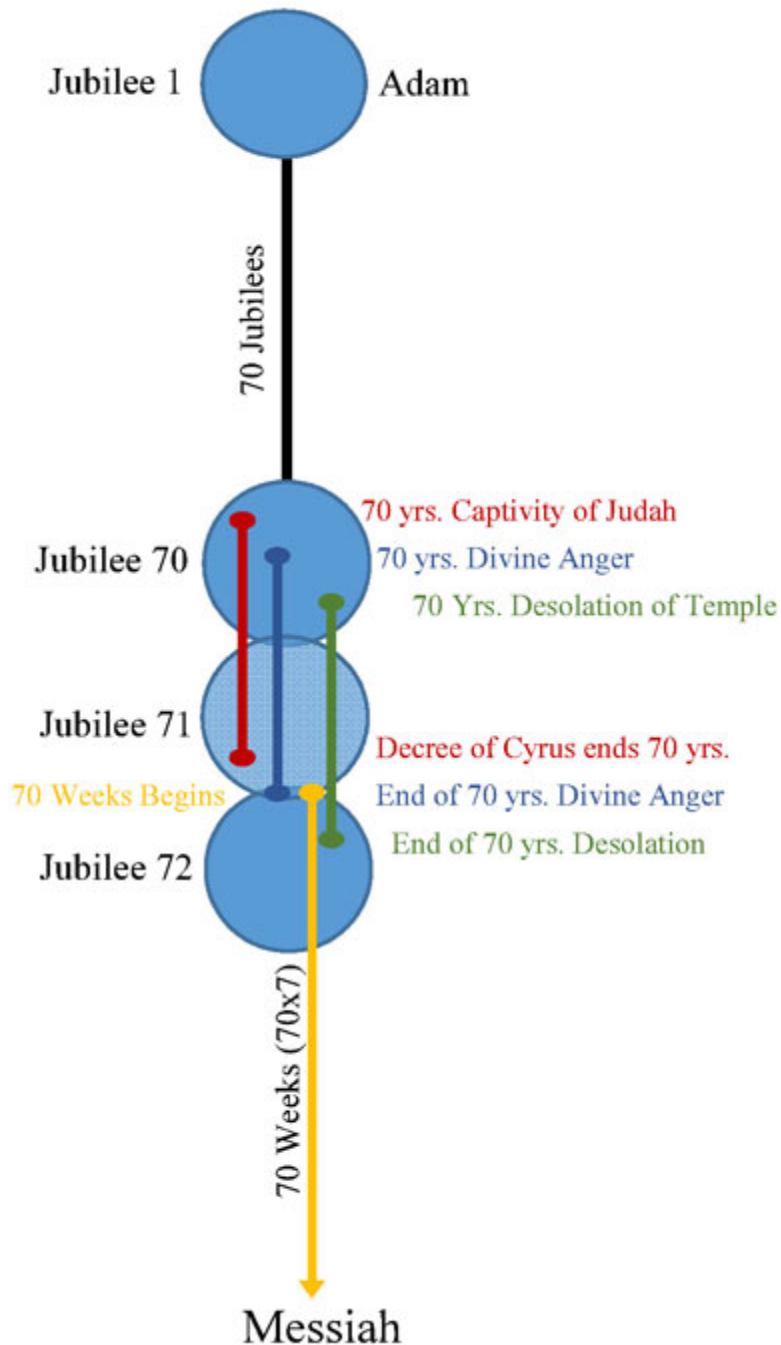 Jubilee 1
Adam
70 Jubilees
70 yrs. Captivity of Judah
Jubilee 70
70 yrs. Divine Anger
70 Yrs. Desolation of Temple
Jubilee 71
Decree of Cyrus ends 70 yrs.
70 Weeks Begins
End of 70 yrs. Divine Anger
End of 70 yrs. Desolation
Jubilee 72
70 Weeks (70x7)
Messiah